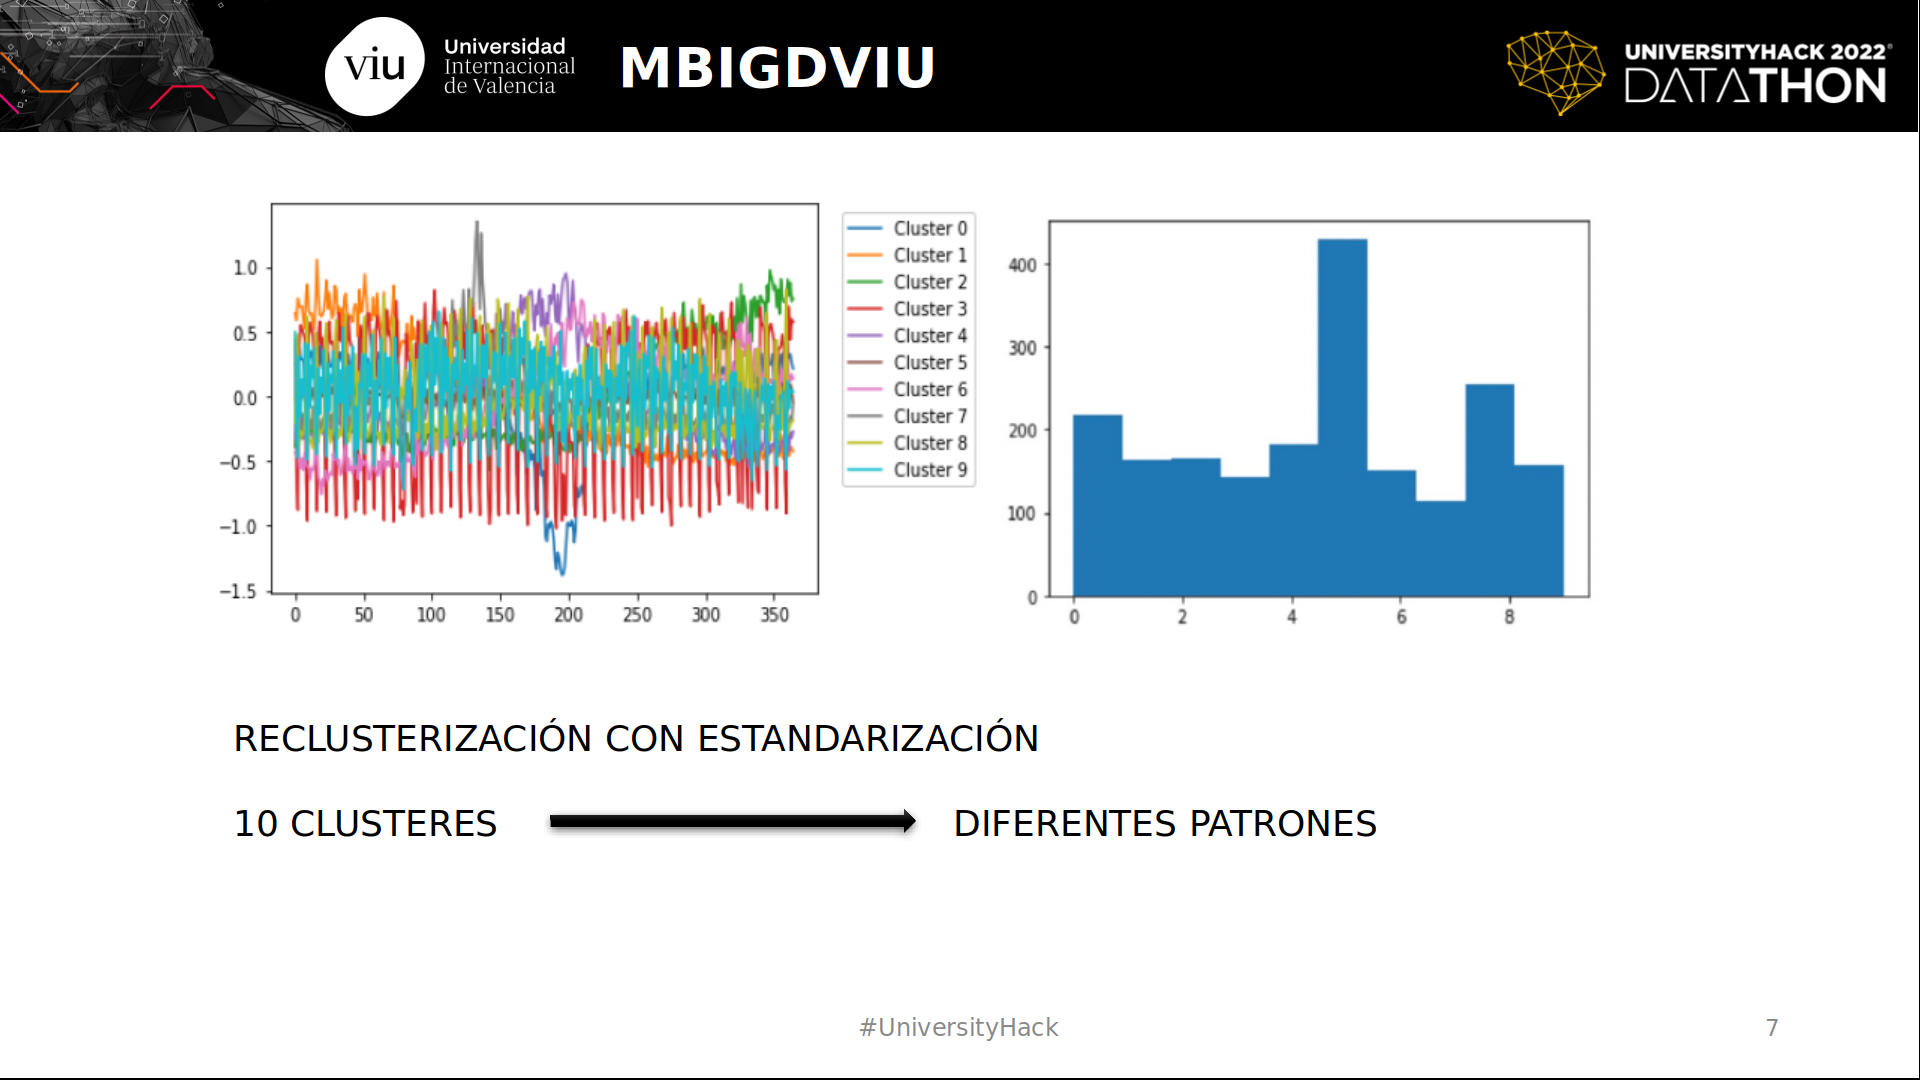 viu
Universidad
Internacional
de Valencia
MBIGDVIU
UNIVERSITYHACK 2022
DATATHON
1.0
0.5
0.0
−0.5
−1.0
−1.5
0 50 100 150 200 250 300 350
Cluster 0
Cluster 1
Cluster 2
Cluster 3
Cluster 4
Cluster 5
Cluster 6
Cluster 7
Cluster 8
Cluster 9
400
300
200
100
0
0 2 4 6 8
RECLUSTERIZACIÓN CON ESTANDARIZACIÓN
10 CLUSTERES DIFERENTES PATRONES
#UniversityHack 7